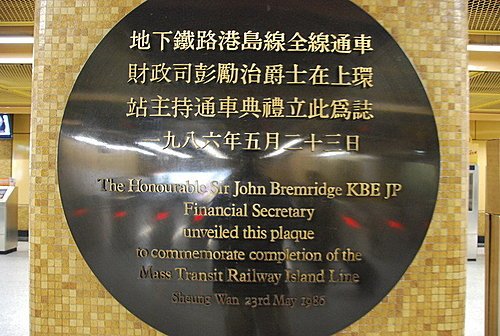 地下鐵路港島線全線通車
財政司彭勵治爵士在上環
站主持通車典禮立此爲誌
一九八六年五月二十三日
The Honourable Sir John Bremridge KBE JP
Financial Secretary
unveiled this plaque
to commemorate completion of the
Mass Transit Railway Island Line
Sheung Wan 23rd May 1986